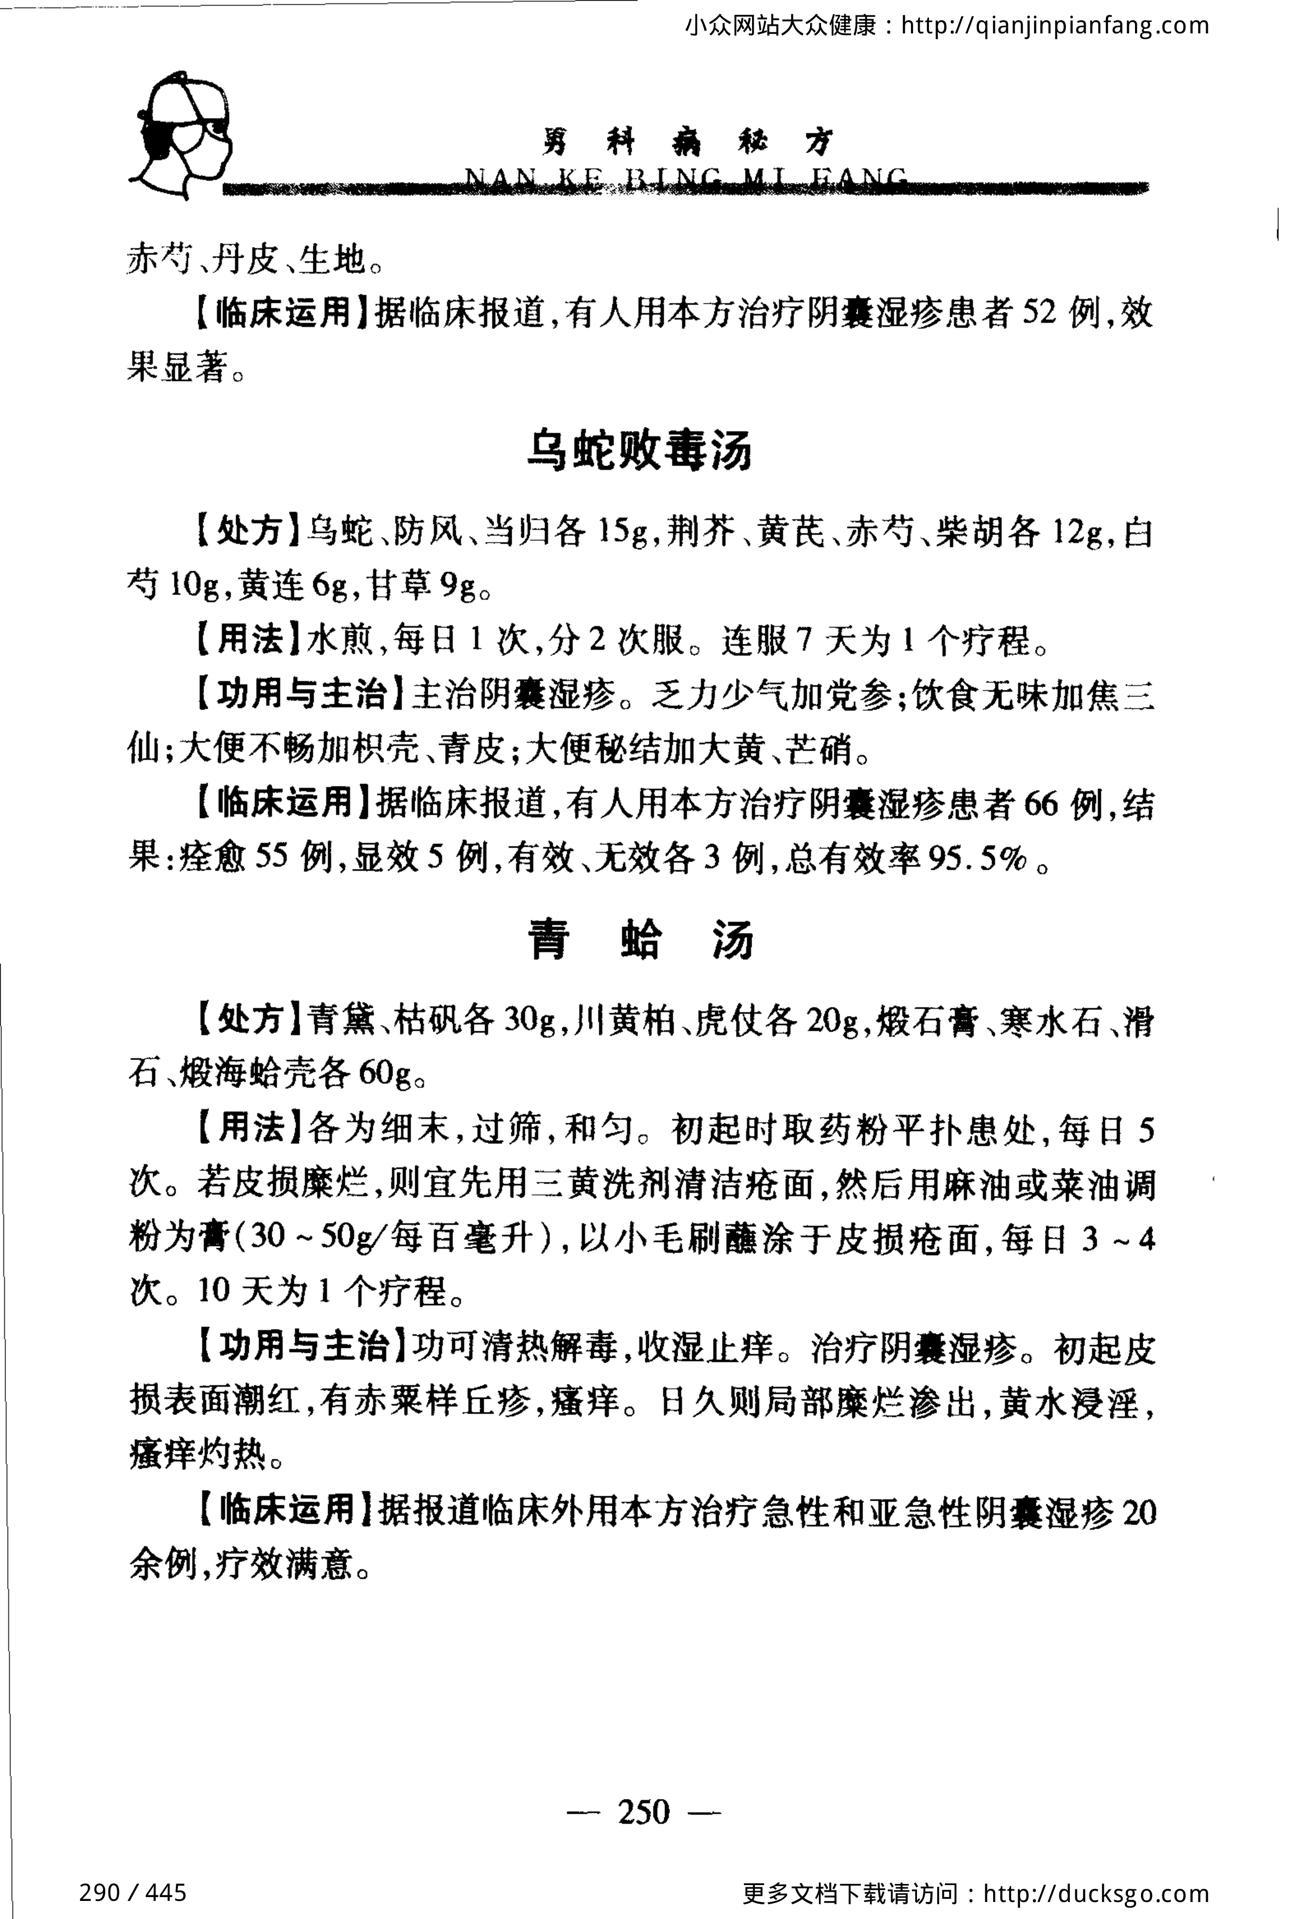 小众网站大众健康：http://qianjinpianfang.com
男科病秘方
NAN KE BING MI FANG
赤芍、丹皮、生地。
【临床运用】据临床报道，有人用本方治疗阴囊湿疹患者 52 例，效
果显著。
乌蛇败毒汤
【处方】乌蛇、防风、当归各 15g，荆芥、黄芪、赤芍、柴胡各 12g，白
芍 10g，黄连 6g，甘草 9g。
【用法】水煎，每日 1 次，分 2 次服。连服 7 天为 1 个疗程。
【功用与主治】主治阴囊湿疹。乏力少气加党参；饮食无味加焦三
仙；大便不畅加枳壳、青皮；大便秘结加大黄、芒硝。
【临床运用】据临床报道，有人用本方治疗阴囊湿疹患者 66 例，结
果：痊愈 55 例，显效 5 例，有效、无效各 3 例，总有效率 95.5%。
青蛤汤
【处方】青黛、枯矾各 30g，川黄柏、虎仗各 20g，煅石膏、寒水石、滑
石、煅海蛤壳各 60g。
【用法】各为细末，过筛，和匀。初起时取药粉平扑患处，每日 5
次。若皮损糜烂，则宜先用三黄洗剂清洁疮面，然后用麻油或菜油调
粉为膏（30～50g/每百毫升），以小毛刷蘸涂于皮损疮面，每日 3～4
次。10 天为 1 个疗程。
【功用与主治】功可清热解毒，收湿止痒。治疗阴囊湿疹。初起皮
损表面潮红，有赤粟样丘疹，瘙痒。日久则局部糜烂渗出，黄水浸淫，
瘙痒灼热。
【临床运用】据报道临床外用本方治疗急性和亚急性阴囊湿疹 20
余例，疗效满意。
— 250 —
290 / 445
更多文档下载请访问：http://ducksgo.com